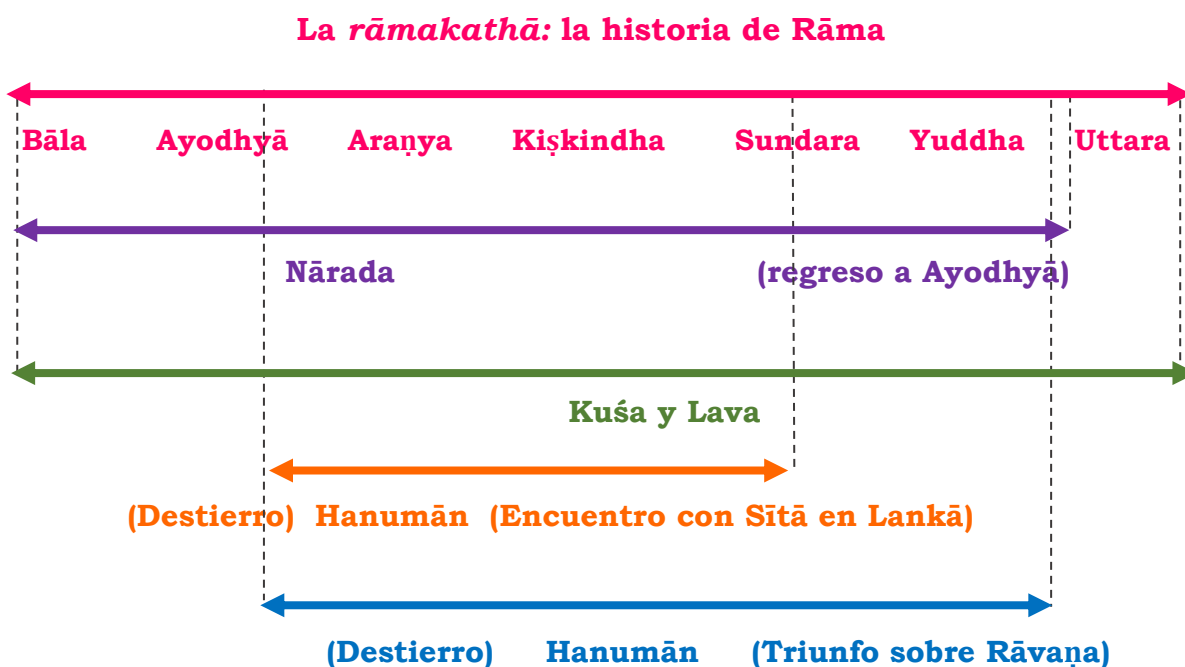 La rāmakathā: la historia de Rāma
Bāla Ayodhyā Araṇya Kiṣkindha Sundara Yuddha Uttara
Nārada (regreso a Ayodhyā)
Kuśa y Lava
(Destierro) Hanumān (Encuentro con Sītā en Lankā)
(Destierro) Hanumān (Triunfo sobre Rāvaṇa)